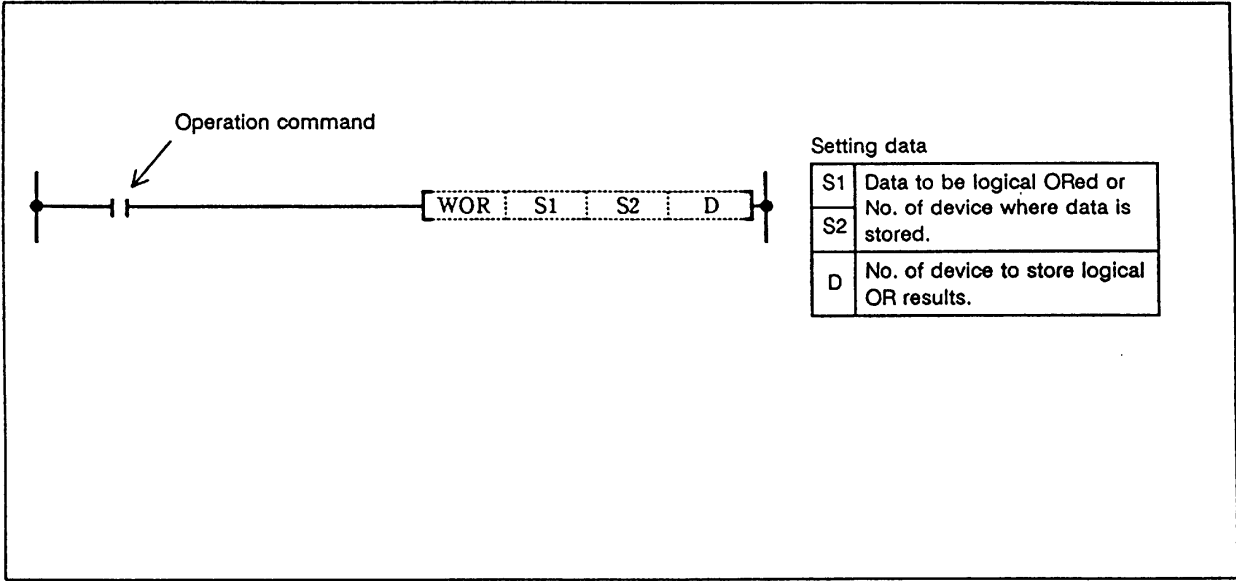 Operation command
WOR S1 S2 D
Setting data
S1
S2
Data to be logical ORed or
No. of device where data is
stored.
D
No. of device to store logical
OR results.